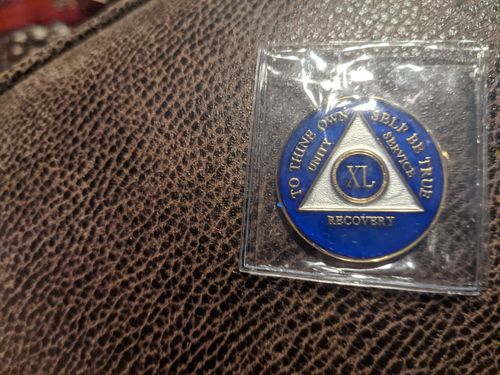 TO THINE OWN SELF BE TRUE
UNITY
SERVICE
XL
RECOVERY